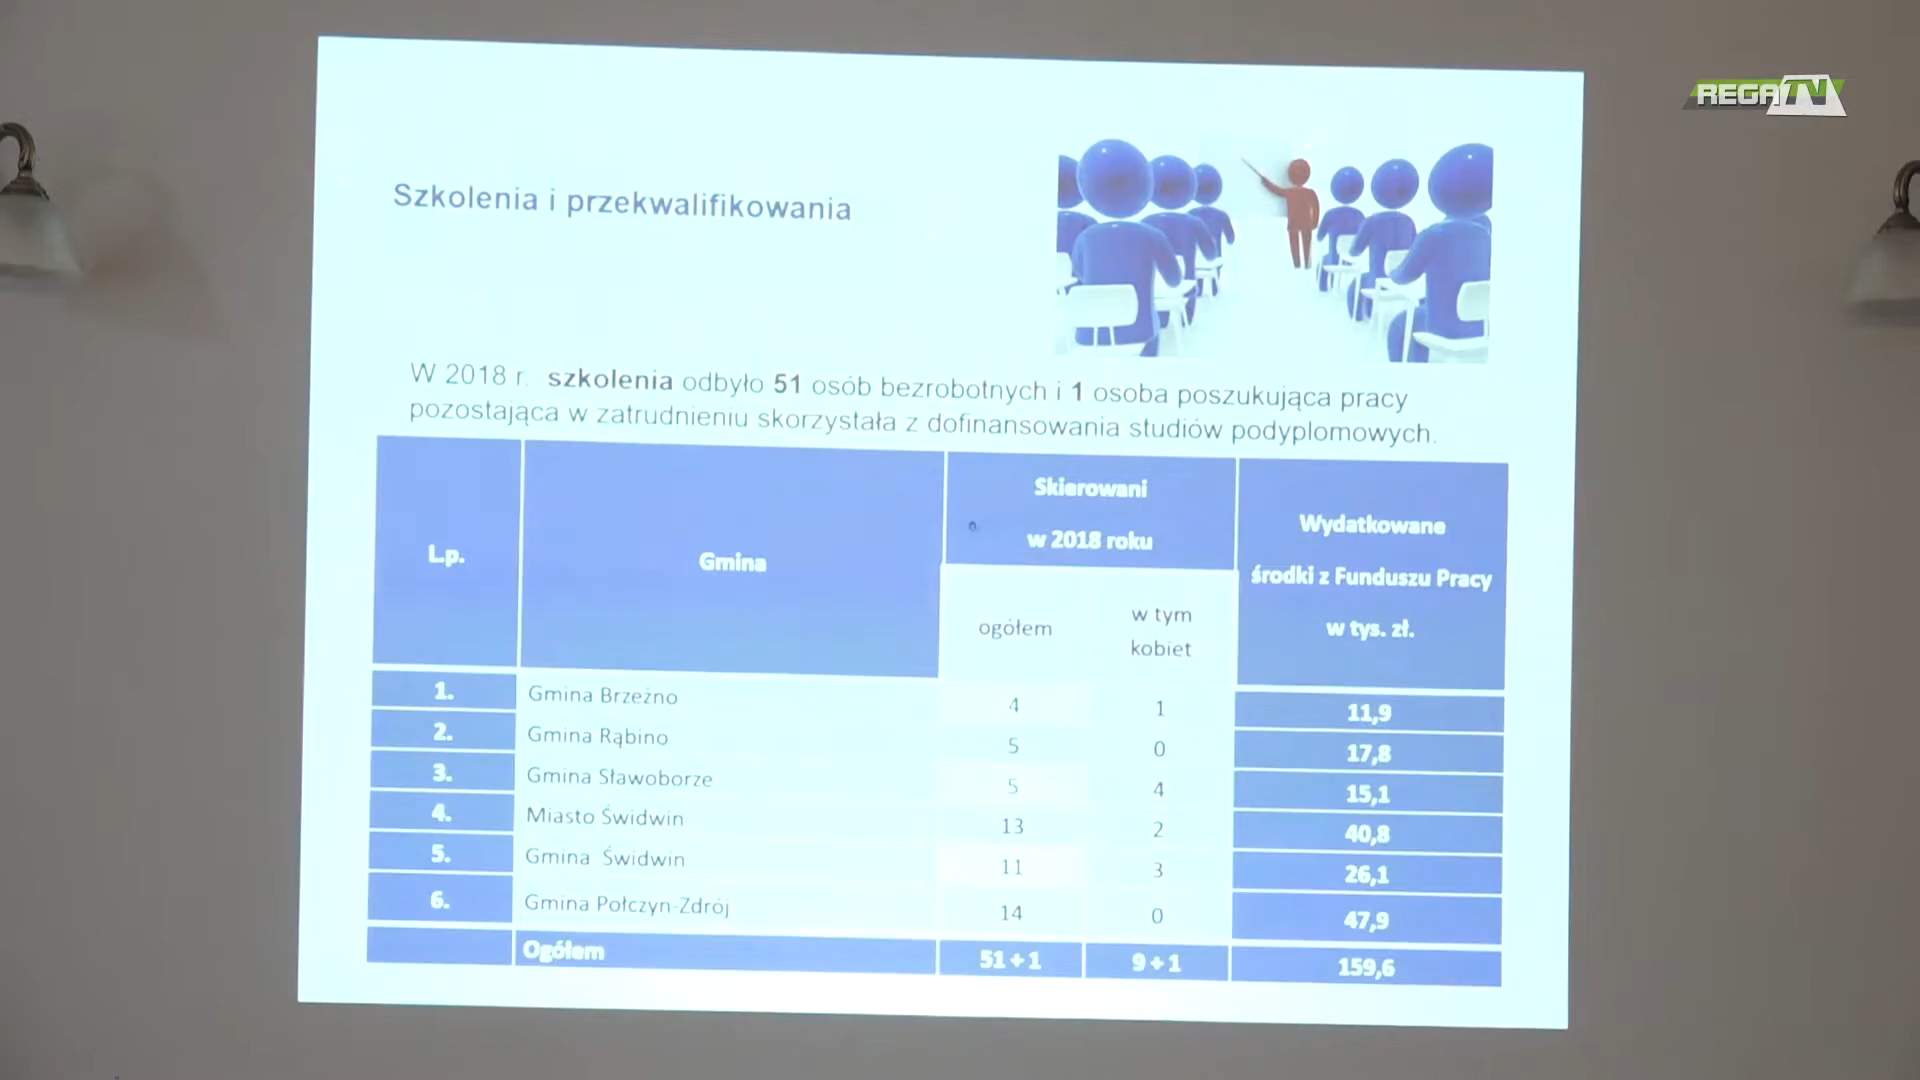 REGA TV
Szkolenia i przekwalifikowania
W 2018 r. szkolenia odbyło 51 osób bezrobotnych i 1 osoba poszukująca pracy
pozostająca w zatrudnieniu skorzystała z dofinansowania studiów podyplomowych.
L.p.
Gmina
Skierowani
w 2018 roku
ogółem
w tym
kobiet
Wydatkowane
środki z Funduszu Pracy
w tys. zł.
1. Gmina Brzeżno 4 1 11,9
2. Gmina Rąbino 5 0 17,8
3. Gmina Sławoborze 5 4 15,1
4. Miasto Świdwin 13 2 40,8
5. Gmina Świdwin 11 3 26,1
6. Gmina Połczyn-Zdrój 14 0 47,9
Ogółem 51+1 9+1 159,6